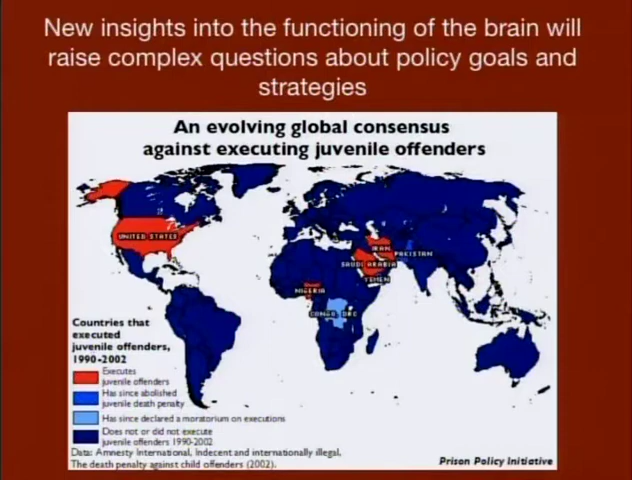 New insights into the functioning of the brain will
raise complex questions about policy goals and
strategies
An evolving global consensus
against executing juvenile offenders
UNITED STATES
IRAN
PAKISTAN
SAUDI ARABIA
YEMEN
NIGERIA
CONGO, DRC
Countries that
executed
juvenile offenders,
1990-2002
Executes
juvenile offenders
Has since abolished
juvenile death penalty
Has since declared a moratorium on executions
Does not or did not execute
juvenile offenders 1990-2002
Data: Amnesty International, Indecent and internationally illegal,
The death penalty against child offenders (2002).
Prison Policy Initiative